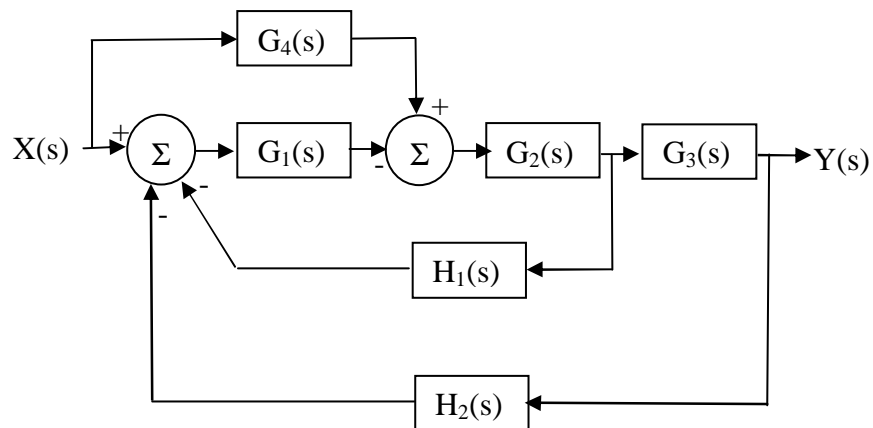 G₄(s)
+
X(s)
+
Σ
G₁(s)
-
Σ
G₂(s)
G₃(s)
Y(s)
-
-
H₁(s)
H₂(s)